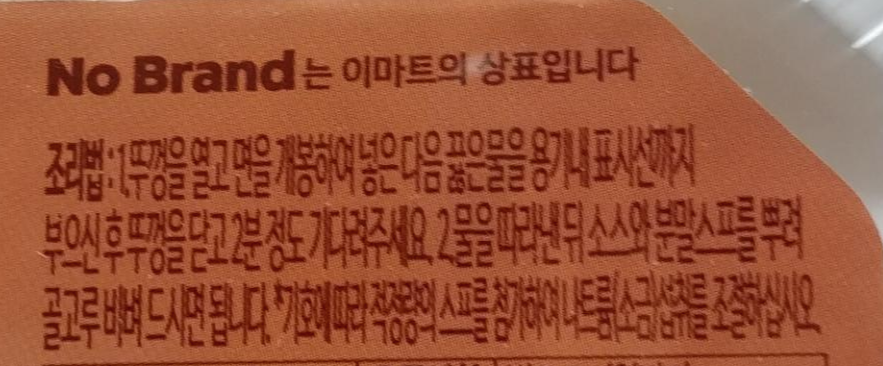 No Brand는 이마트의 상표입니다
조리법 : 1. 뚜껑을 열고 면을 개봉하여 넣은 다음 끓은물을 용기내 표시선까지
부으신 후 뚜껑을 닫고 2분 정도 기다려주세요. 2. 물을 따라낸 뒤 소스와 분말스프를 뿌려
골고루 비벼 드시면 됩니다. *기호에 따라 적정량의 스프를 첨가하여 나트륨(소금)섭취를 조절하십시오.